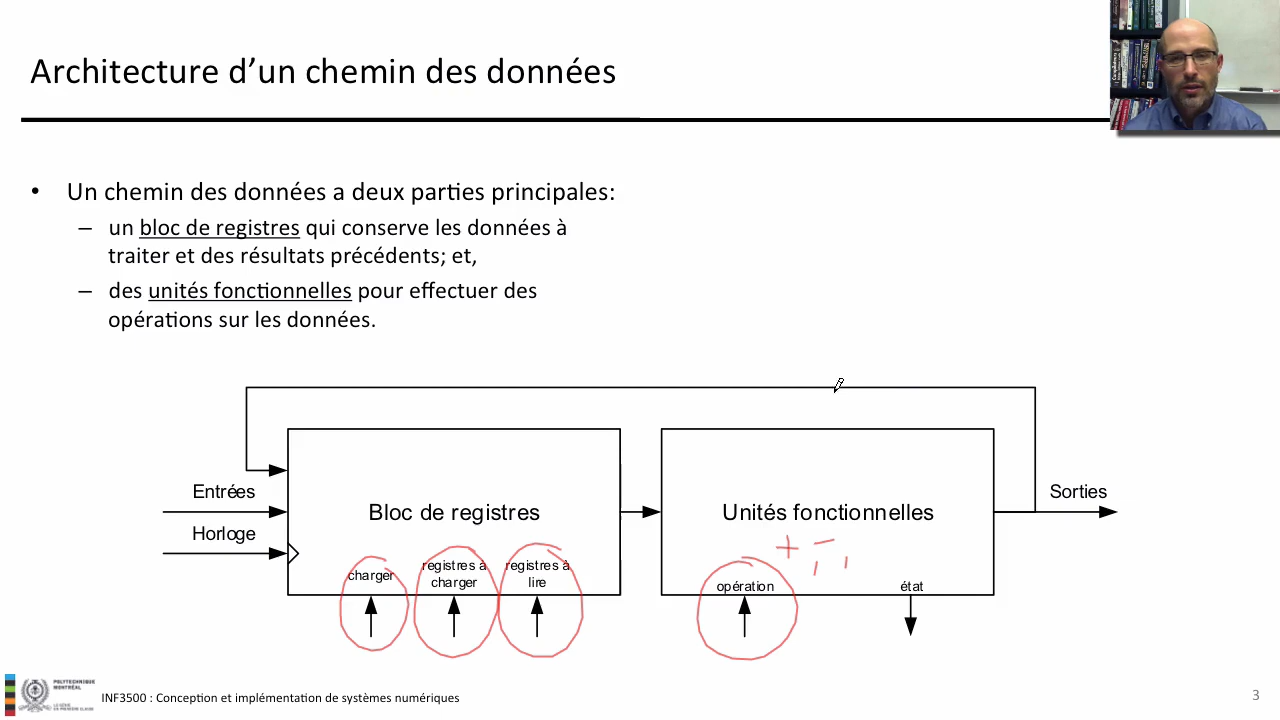 Architecture d’un chemin des données
• Un chemin des données a deux parties principales:
– un bloc de registres qui conserve les données à
traiter et des résultats précédents; et,
– des unités fonctionnelles pour effectuer des
opérations sur les données.
Entrées
Horloge
Bloc de registres
charger
registres à
charger
registres à
lire
Unités fonctionnelles
+ − , ,
opération
état
Sorties
POLYTECHNIQUE
MONTRÉAL
INF3500 : Conception et implémentation de systèmes numériques
3